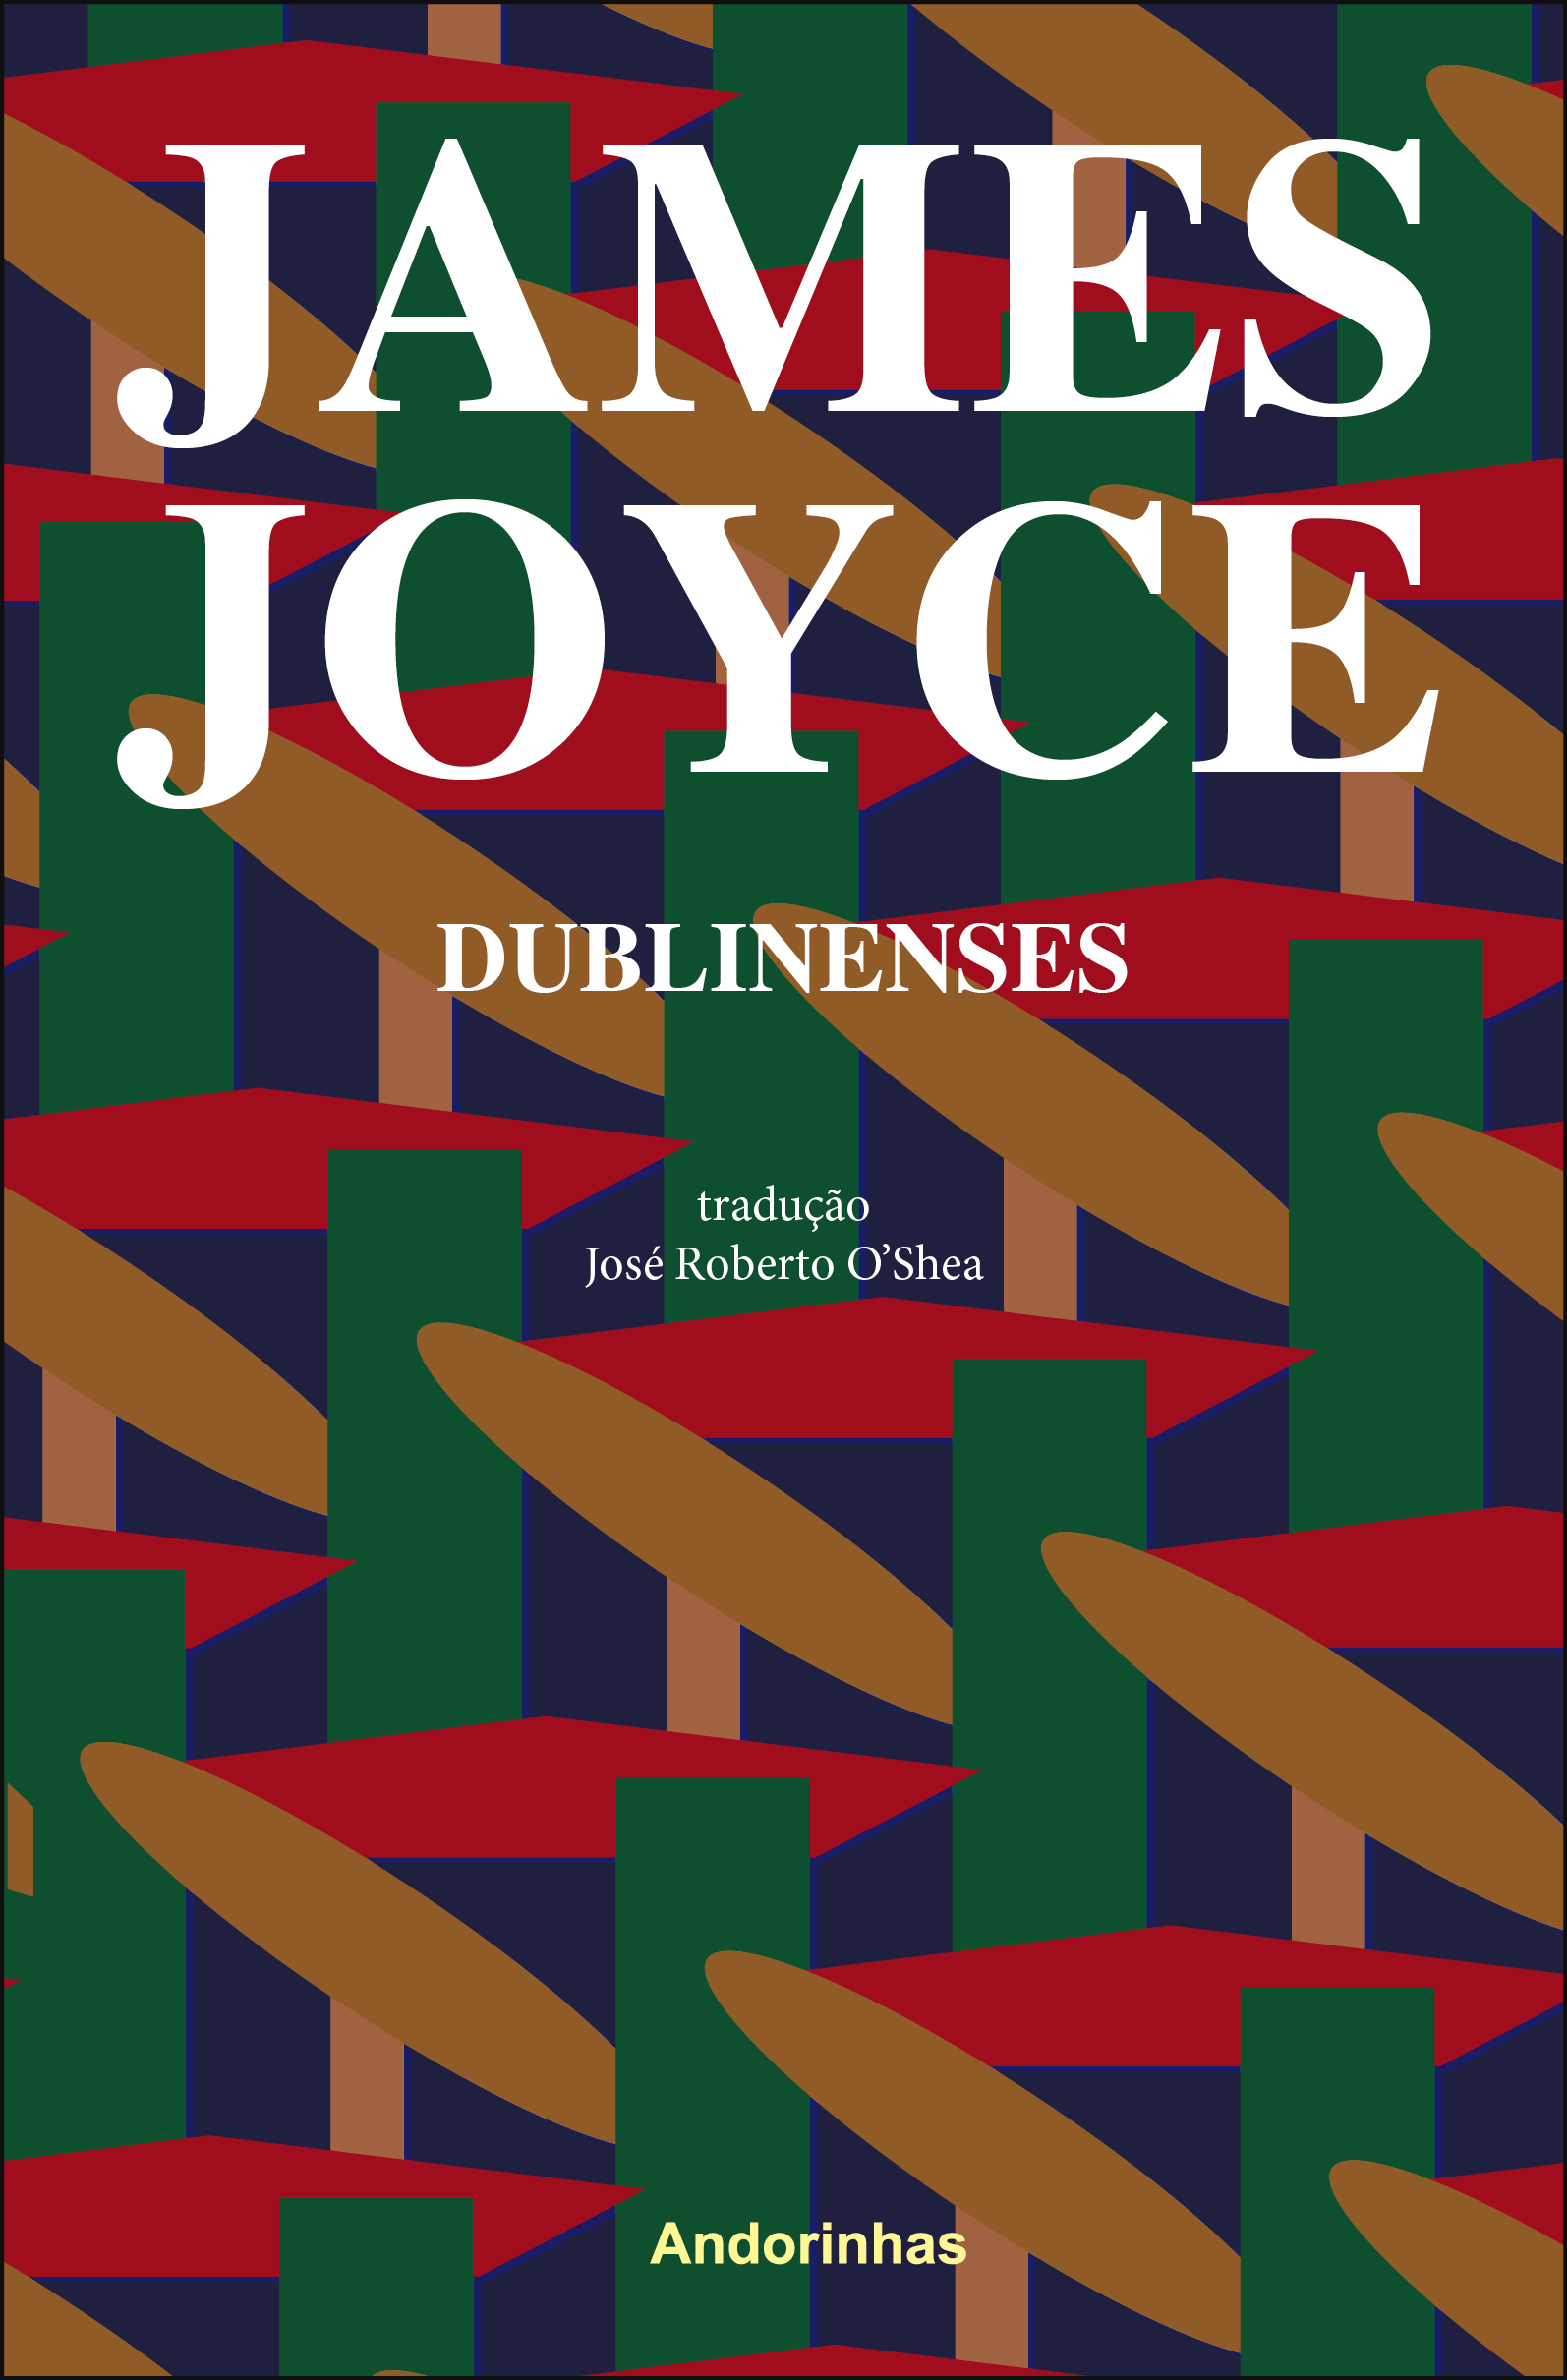 JAMES
JOYCE
DUBLINENSES
tradução
José Roberto O’Shea
Andorinhas